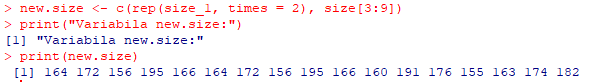 > new.size <- c(rep(size_1, times = 2), size[3:9])
> print("Variabila new.size:")
[1] "Variabila new.size:"
> print(new.size)
[1] 164 172 156 195 166 164 172 156 195 166 160 191 176 155 163 174 182